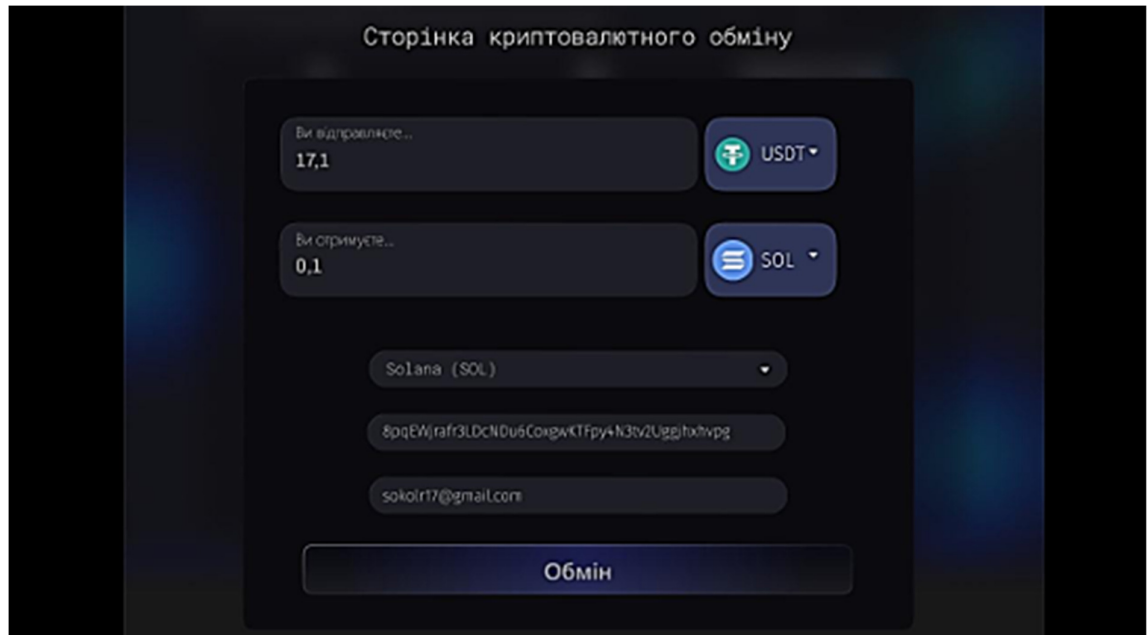 Сторінка криптовалютного обміну
Ви відправляєте...
17,1
USDT
Ви отримуєте...
0,1
SOL
Solana (SOL)
sokolr17@gmail.com
Обмін